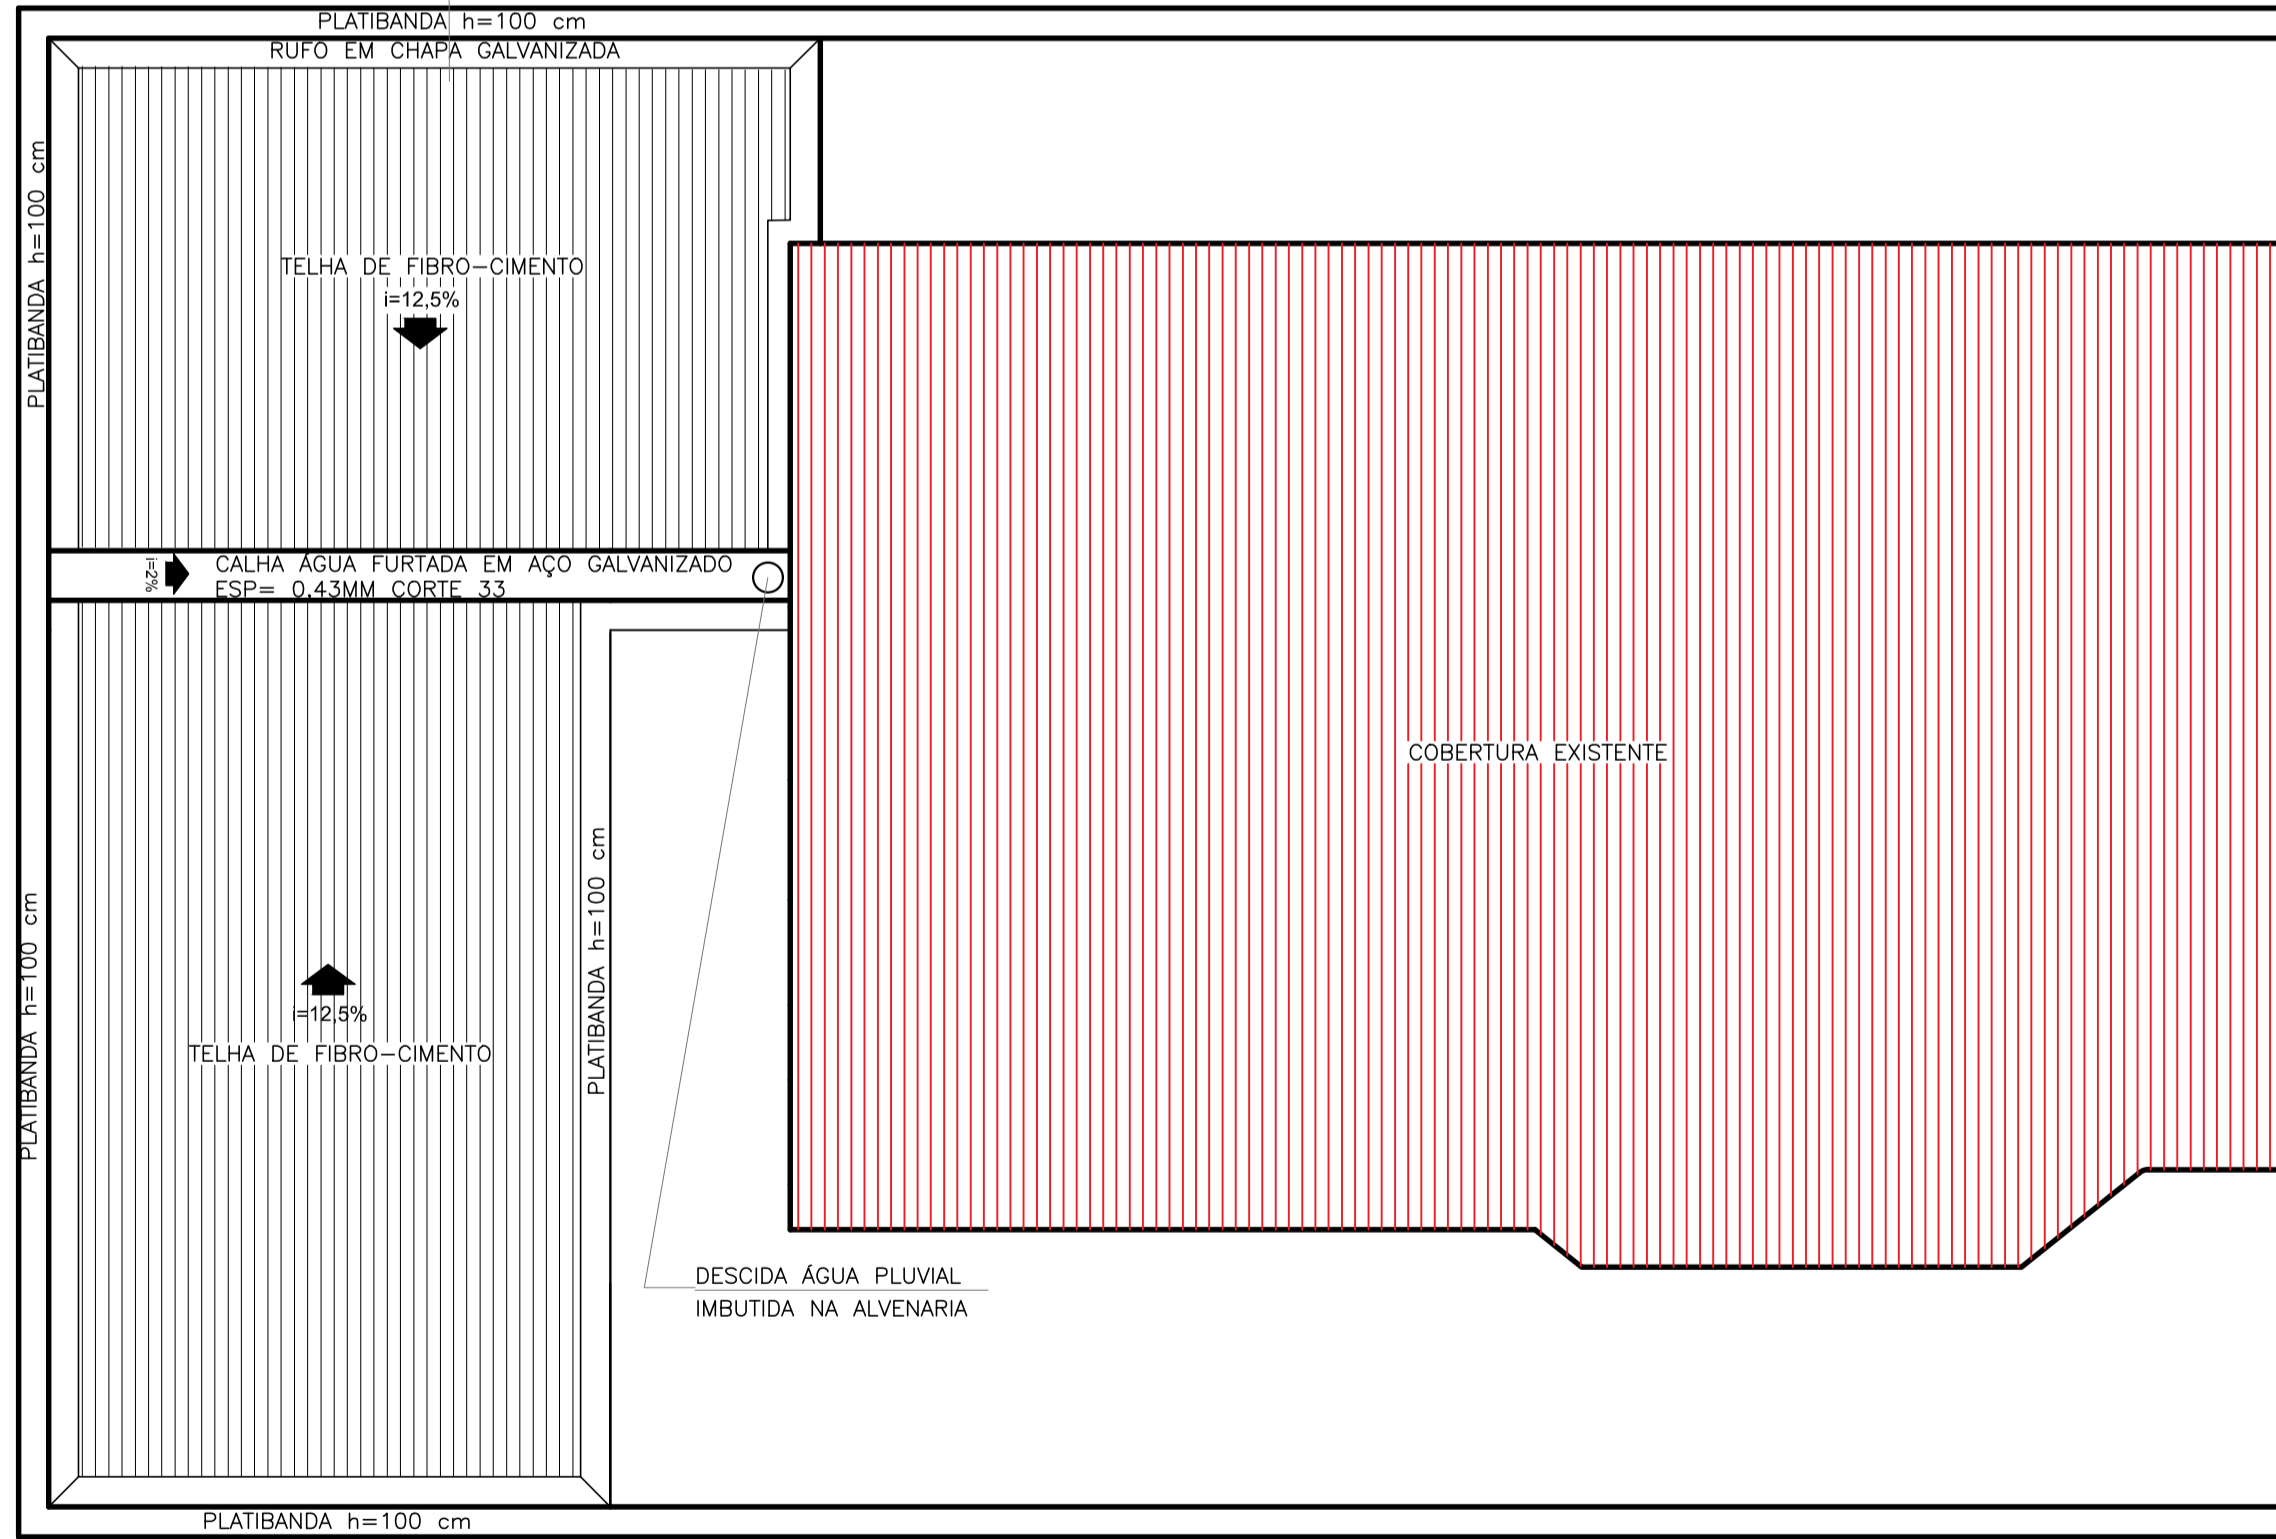 PLATIBANDA h=100 cm
RUFO EM CHAPA GALVANIZADA
PLATIBANDA h=100 cm
TELHA DE FIBRO-CIMENTO
i=12,5%
i=2%
CALHA ÁGUA FURTADA EM AÇO GALVANIZADO
ESP= 0,43MM CORTE 33
COBERTURA EXISTENTE
PLATIBANDA h=100 cm
PLATIBANDA h=100 cm
i=12,5%
TELHA DE FIBRO-CIMENTO
DESCIDA ÁGUA PLUVIAL
IMBUTIDA NA ALVENARIA
PLATIBANDA h=100 cm